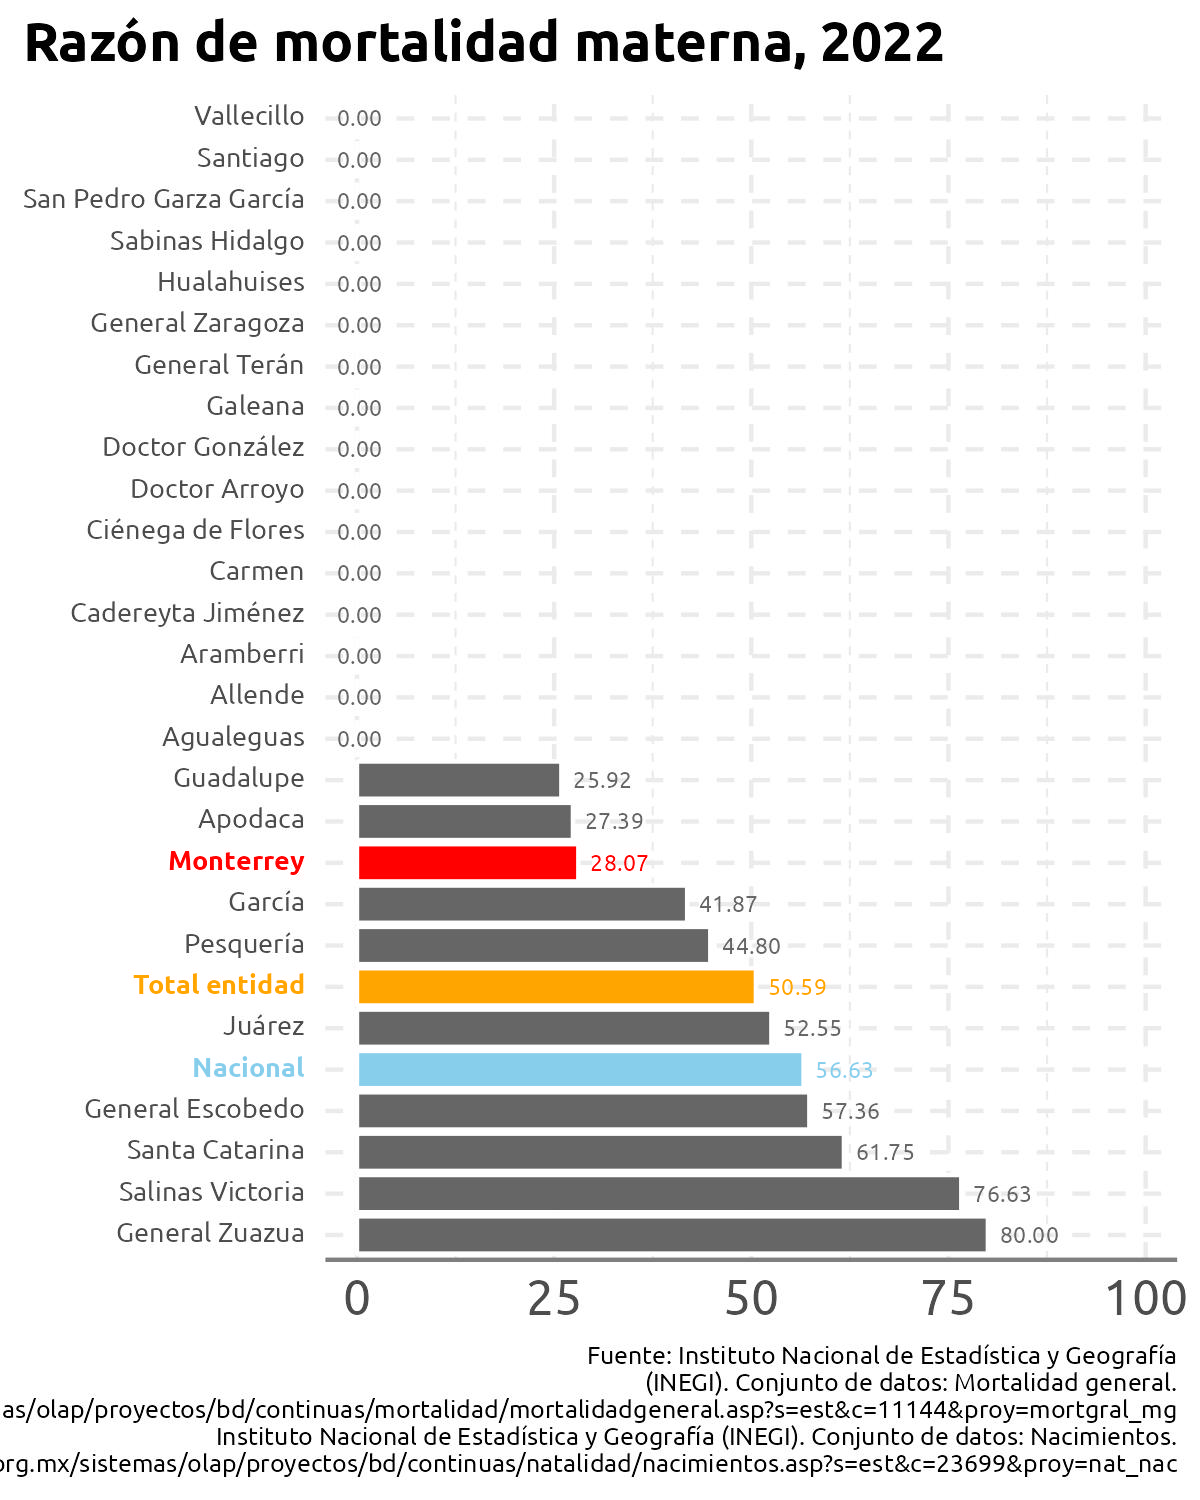 Razón de mortalidad materna, 2022
Vallecillo 0.00
Santiago 0.00
San Pedro Garza García 0.00
Sabinas Hidalgo 0.00
Hualahuises 0.00
General Zaragoza 0.00
General Terán 0.00
Galeana 0.00
Doctor González 0.00
Doctor Arroyo 0.00
Ciénega de Flores 0.00
Carmen 0.00
Cadereyta Jiménez 0.00
Aramberri 0.00
Allende 0.00
Agualeguas 0.00
Guadalupe 25.92
Apodaca 27.39
Monterrey 28.07
García 41.87
Pesquería 44.80
Total entidad 50.59
Juárez 52.55
Nacional 56.63
General Escobedo 57.36
Santa Catarina 61.75
Salinas Victoria 76.63
General Zuazua 80.00
0 25 50 75 100
Fuente: Instituto Nacional de Estadística y Geografía
(INEGI). Conjunto de datos: Mortalidad general.
as/olap/proyectos/bd/continuas/mortalidad/mortalidadgeneral.asp?s=est&c=11144&proy=mortgral_mg
Instituto Nacional de Estadística y Geografía (INEGI). Conjunto de datos: Nacimientos.
org.mx/sistemas/olap/proyectos/bd/continuas/natalidad/nacimientos.asp?s=est&c=23699&proy=nat_nac